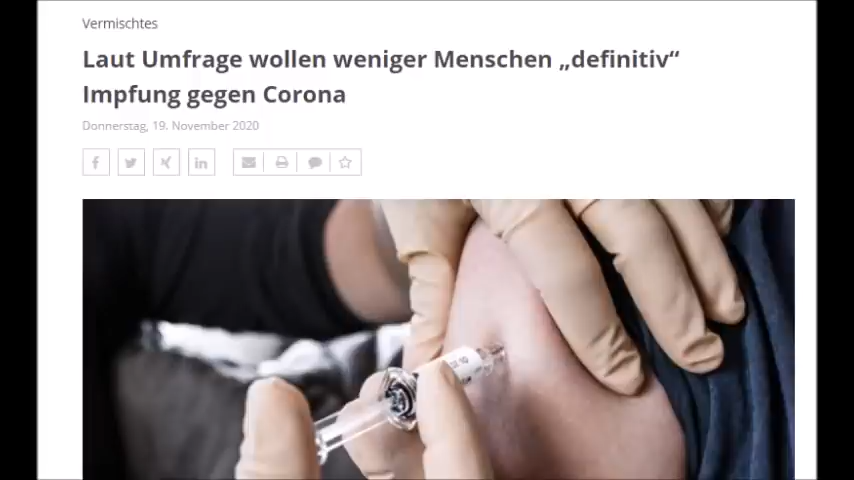 Vermischtes
Laut Umfrage wollen weniger Menschen „definitiv“
Impfung gegen Corona
Donnerstag, 19. November 2020